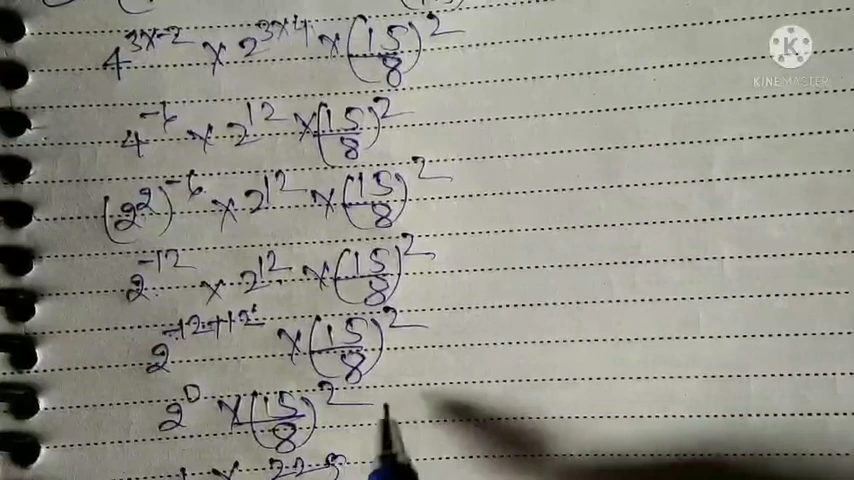 4^{3×-2} × 2^{3×4} × (15/8)^2
KINEMASTER
4^{-6} × 2^{12} × (15/8)^2
(2^2)^{-6} × 2^{12} × (15/8)^2
2^{-12} × 2^{12} × (15/8)^2
2^{-12+12} × (15/8)^2
2^0 × (15/8)^2